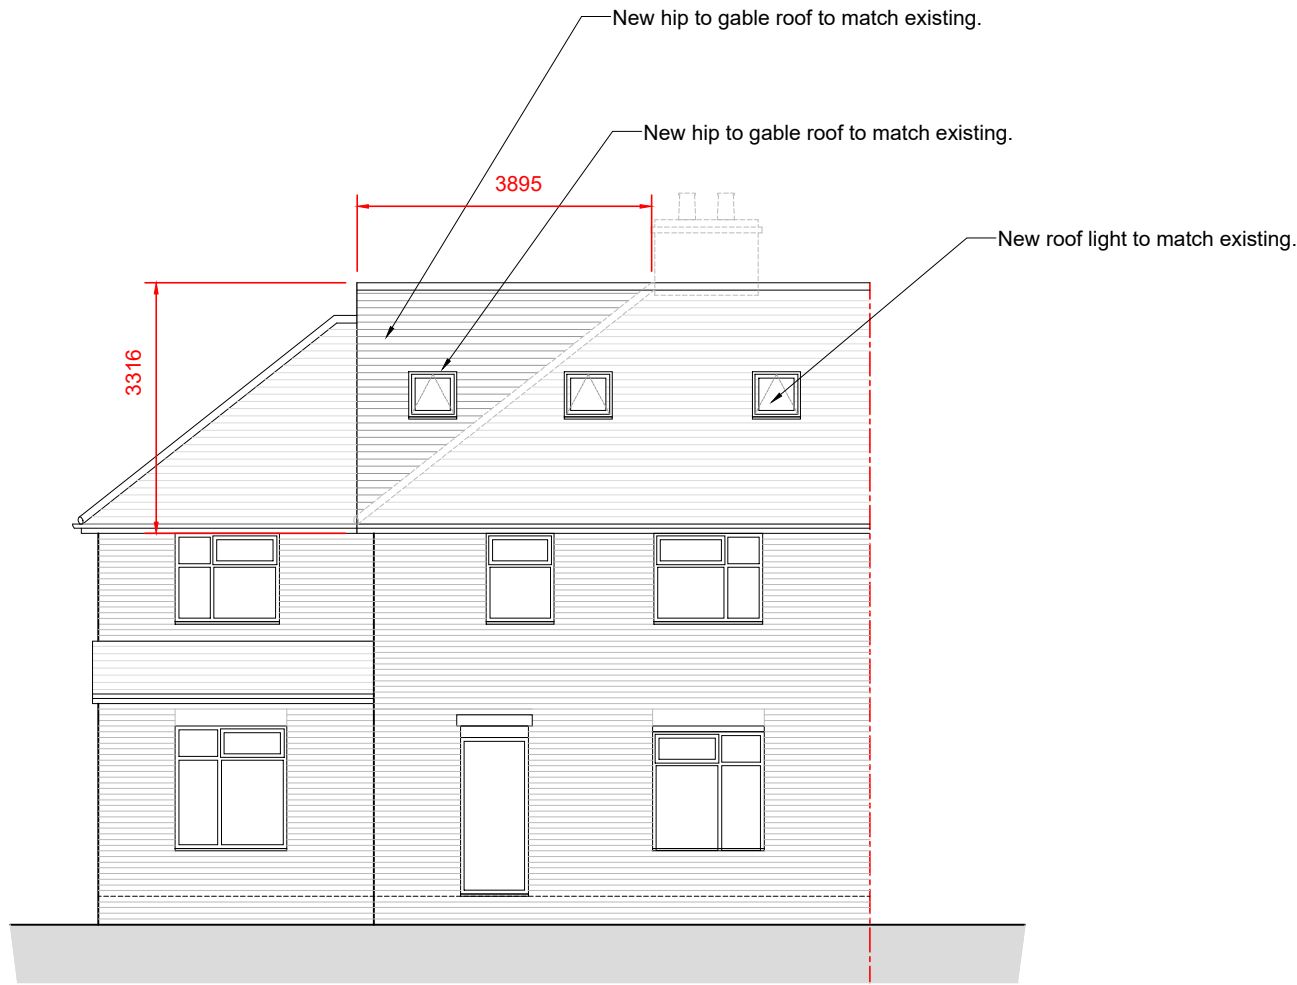 New hip to gable roof to match existing.
New hip to gable roof to match existing.
3895
New roof light to match existing.
3316